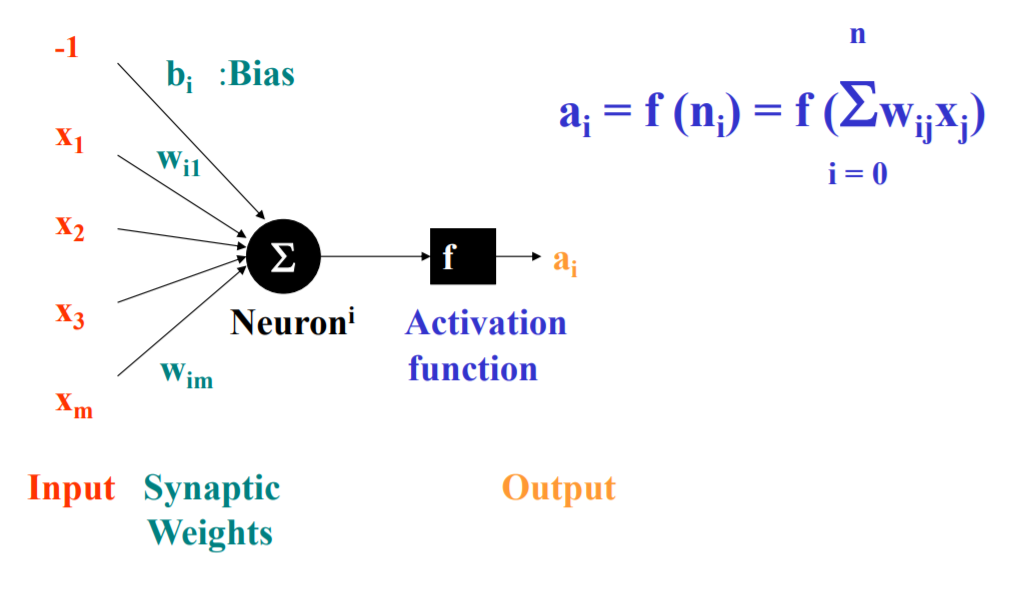 -1
bᵢ :Bias
n
aᵢ = f (nᵢ) = f (Σwᵢⱼxⱼ)
i = 0
x₁
wᵢ₁
x₂
Σ
f
aᵢ
x₃
Neuronⁱ
Activation
function
wᵢₘ
xₘ
Input
Synaptic
Weights
Output